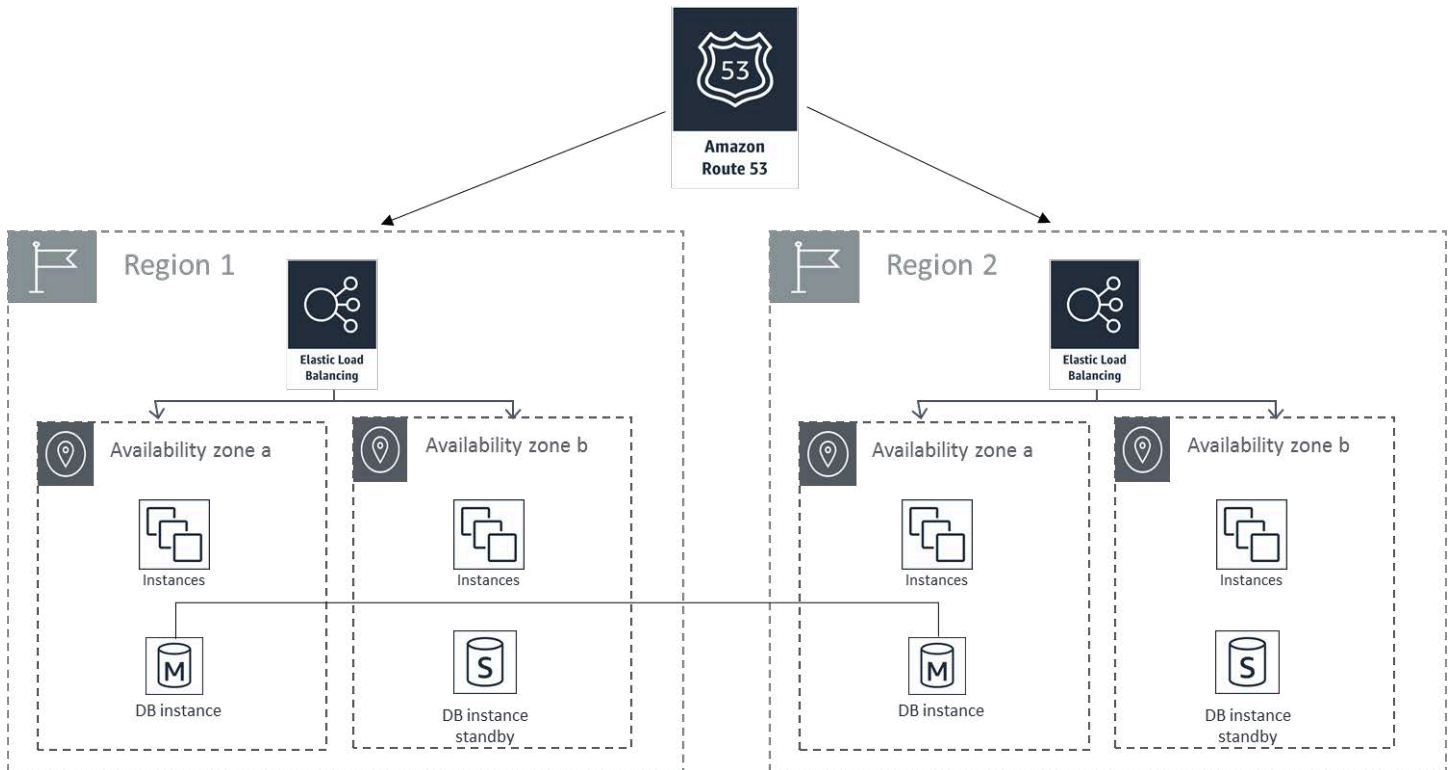 53
Amazon
Route 53
Region 1
Elastic Load
Balancing
Availability zone a
Instances
M
DB instance
Availability zone b
Instances
S
DB instance
standby
Region 2
Elastic Load
Balancing
Availability zone a
Instances
M
DB instance
Availability zone b
Instances
S
DB instance
standby